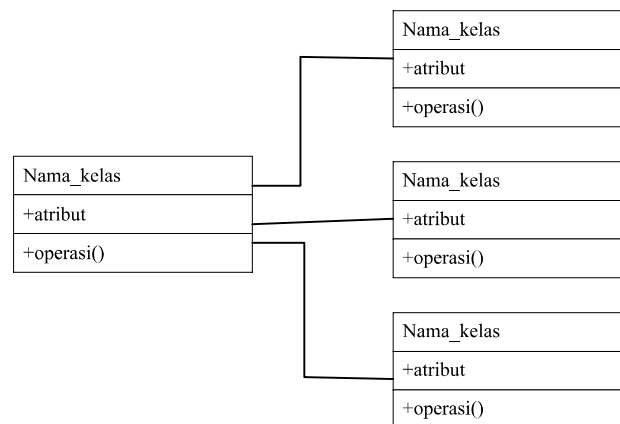 Nama_kelas
+atribut
+operasi()
Nama_kelas
+atribut
+operasi()
Nama_kelas
+atribut
+operasi()
Nama_kelas
+atribut
+operasi()